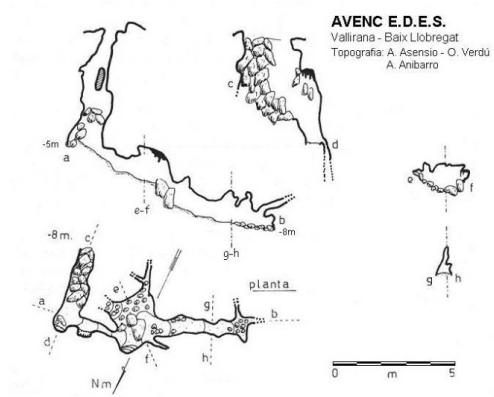 AVENC E.D.E.S.
Vallirana - Baix Llobregat
Topografia: A. Asensio - O. Verdú
A. Anibarro
c
-5m
a
d
e-f
b
-8m
g-h
e
f
g
h
-8 m.
c
a
e
g
planta
b
d
f
h
Nm
0
m
5